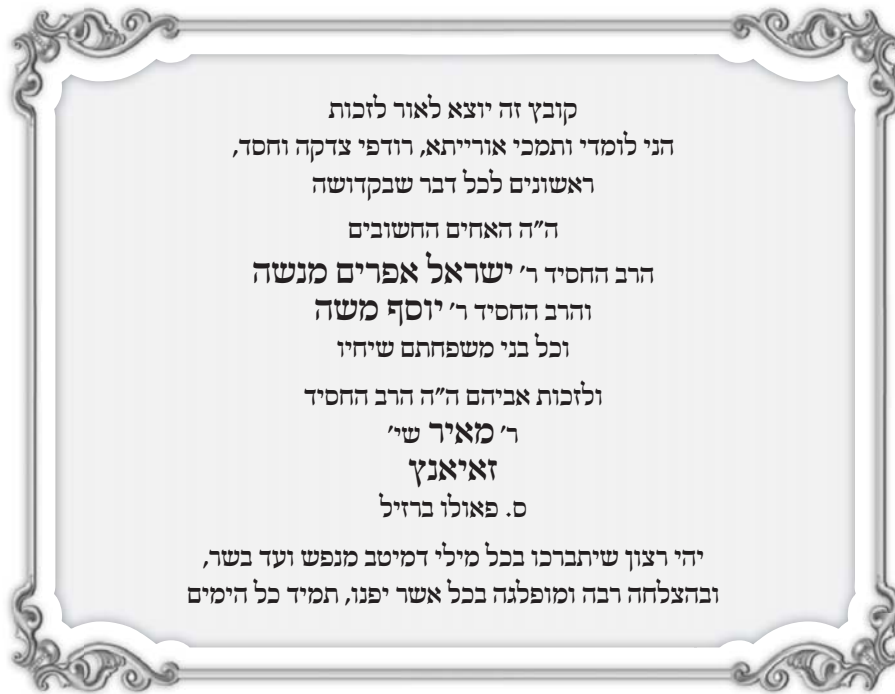 קובץ זה יוצא לאור לזכות
הני לומדי ותמכי אורייתא, רודפי צדקה וחסד,
ראשונים לכל דבר שבקדושה
ה"ה האחים החשובים
הרב החסיד ר' ישראל אפרים מנשה
והרב החסיד ר' יוסף משה
וכל בני משפחתם שיחיו
ולזכות אביהם ה"ה הרב החסיד
ר' מאיר שי'
זאיאנץ
ס. פאולו ברזיל
יהי רצון שיתברכו בכל מילי דמיטב מנפש ועד בשר,
ובהצלחה רבה ומופלגה בכל אשר יפנו, תמיד כל הימים